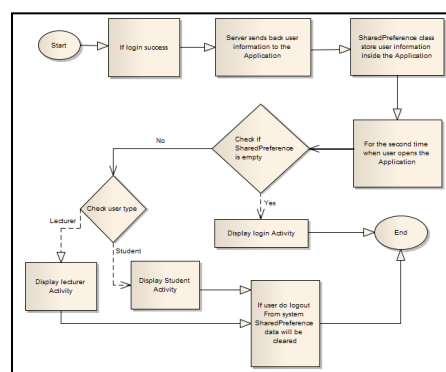 Start
If login success
Server sends back user
information to the
Application
SharedPreference class
store user information
inside the Application
For the second time
when user opens the
Application
Check if
SharedPreference
is empty
No
Yes
Check user type
Lecturer
Student
Display login Activity
End
Display lecturer
Activity
Display Student
Activity
If user do logout
From system
SharedPreference
data will be
cleared